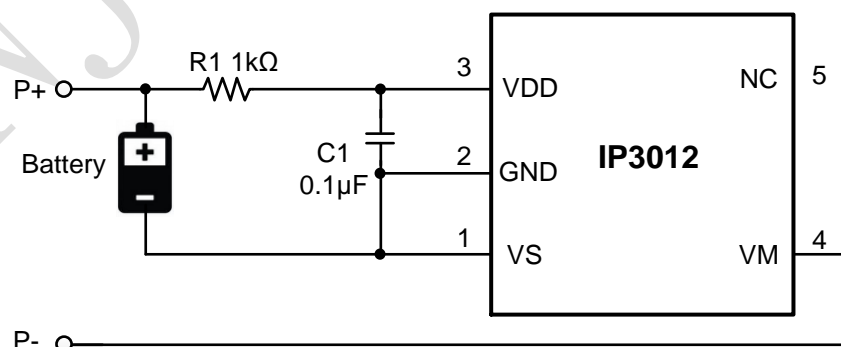 R1 1kΩ
P+
3
VDD
NC
5
Battery
C1
0.1µF
2
GND
IP3012
1
VS
VM
4
P-